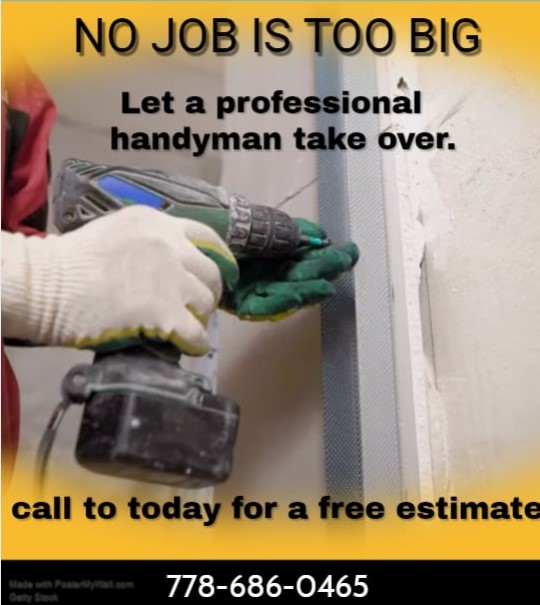 NO JOB IS TOO BIG
Let a professional
handyman take over.
call to today for a free estimate
778-686-0465
Made with PosterMyWall.com
Getty Stock